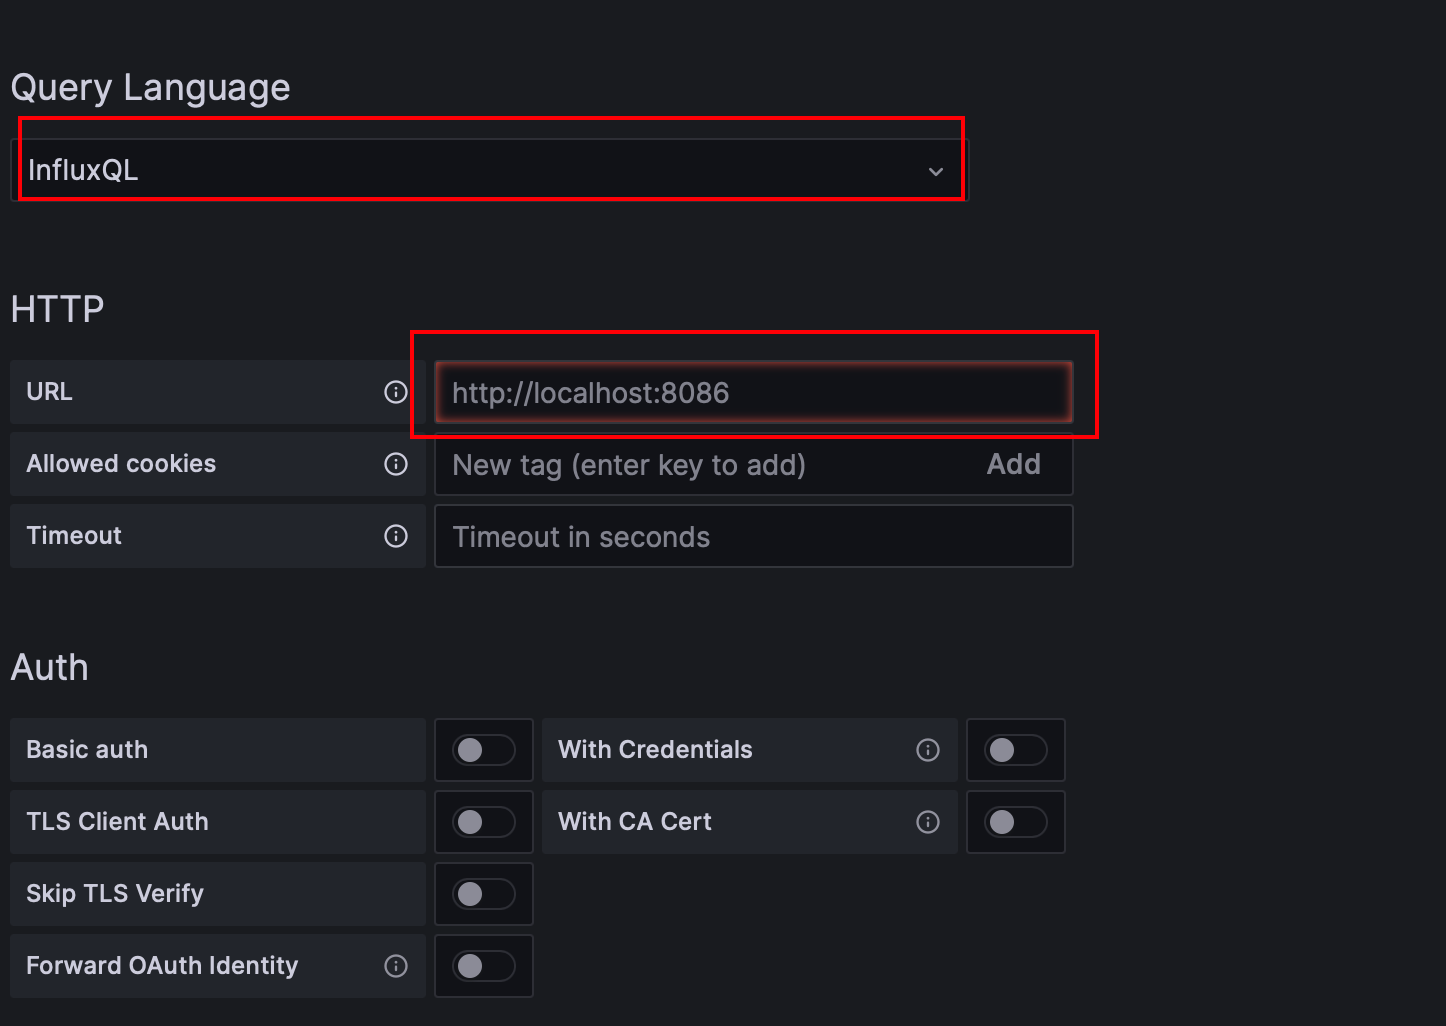 Query Language
InfluxQL
HTTP
URL
http://localhost:8086
Allowed cookies
New tag (enter key to add)
Add
Timeout
Timeout in seconds
Auth
Basic auth
With Credentials
TLS Client Auth
With CA Cert
Skip TLS Verify
Forward OAuth Identity